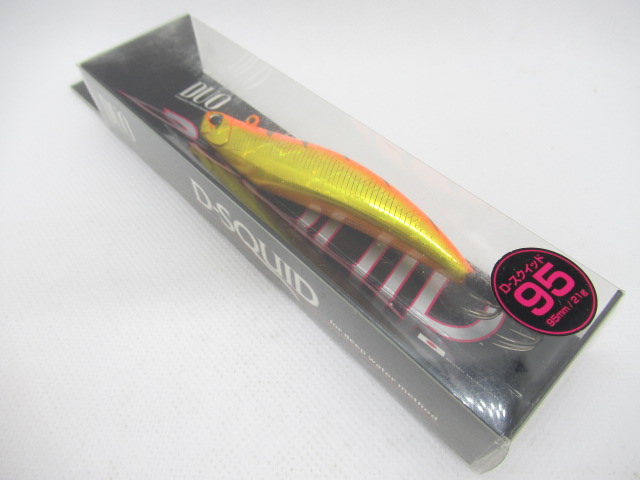 DUO
D-SQUID
for deep water method
D-スクイッド
95
95mm/21g